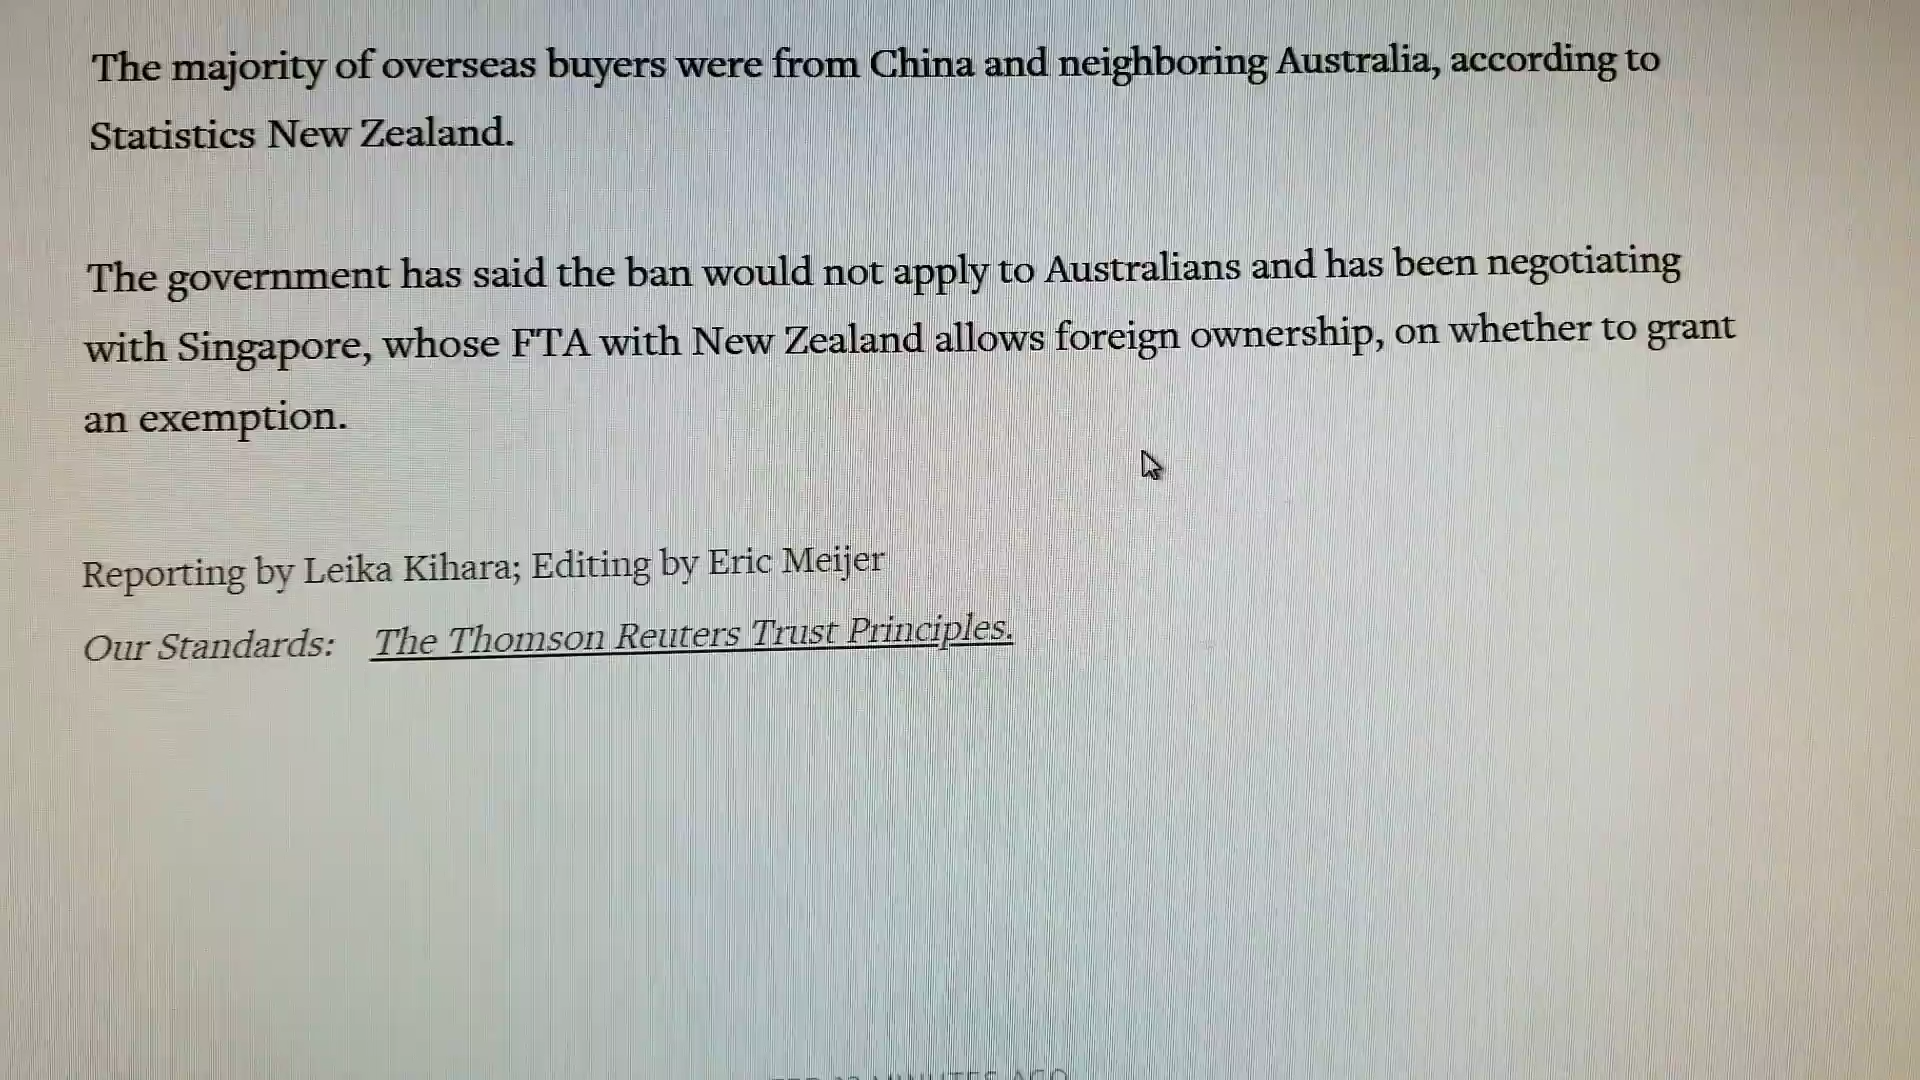 The majority of overseas buyers were from China and neighboring Australia, according to
Statistics New Zealand.
The government has said the ban would not apply to Australians and has been negotiating
with Singapore, whose FTA with New Zealand allows foreign ownership, on whether to grant
an exemption.
Reporting by Leika Kihara; Editing by Eric Meijer
Our Standards: The Thomson Reuters Trust Principles.
MINUTES AGO